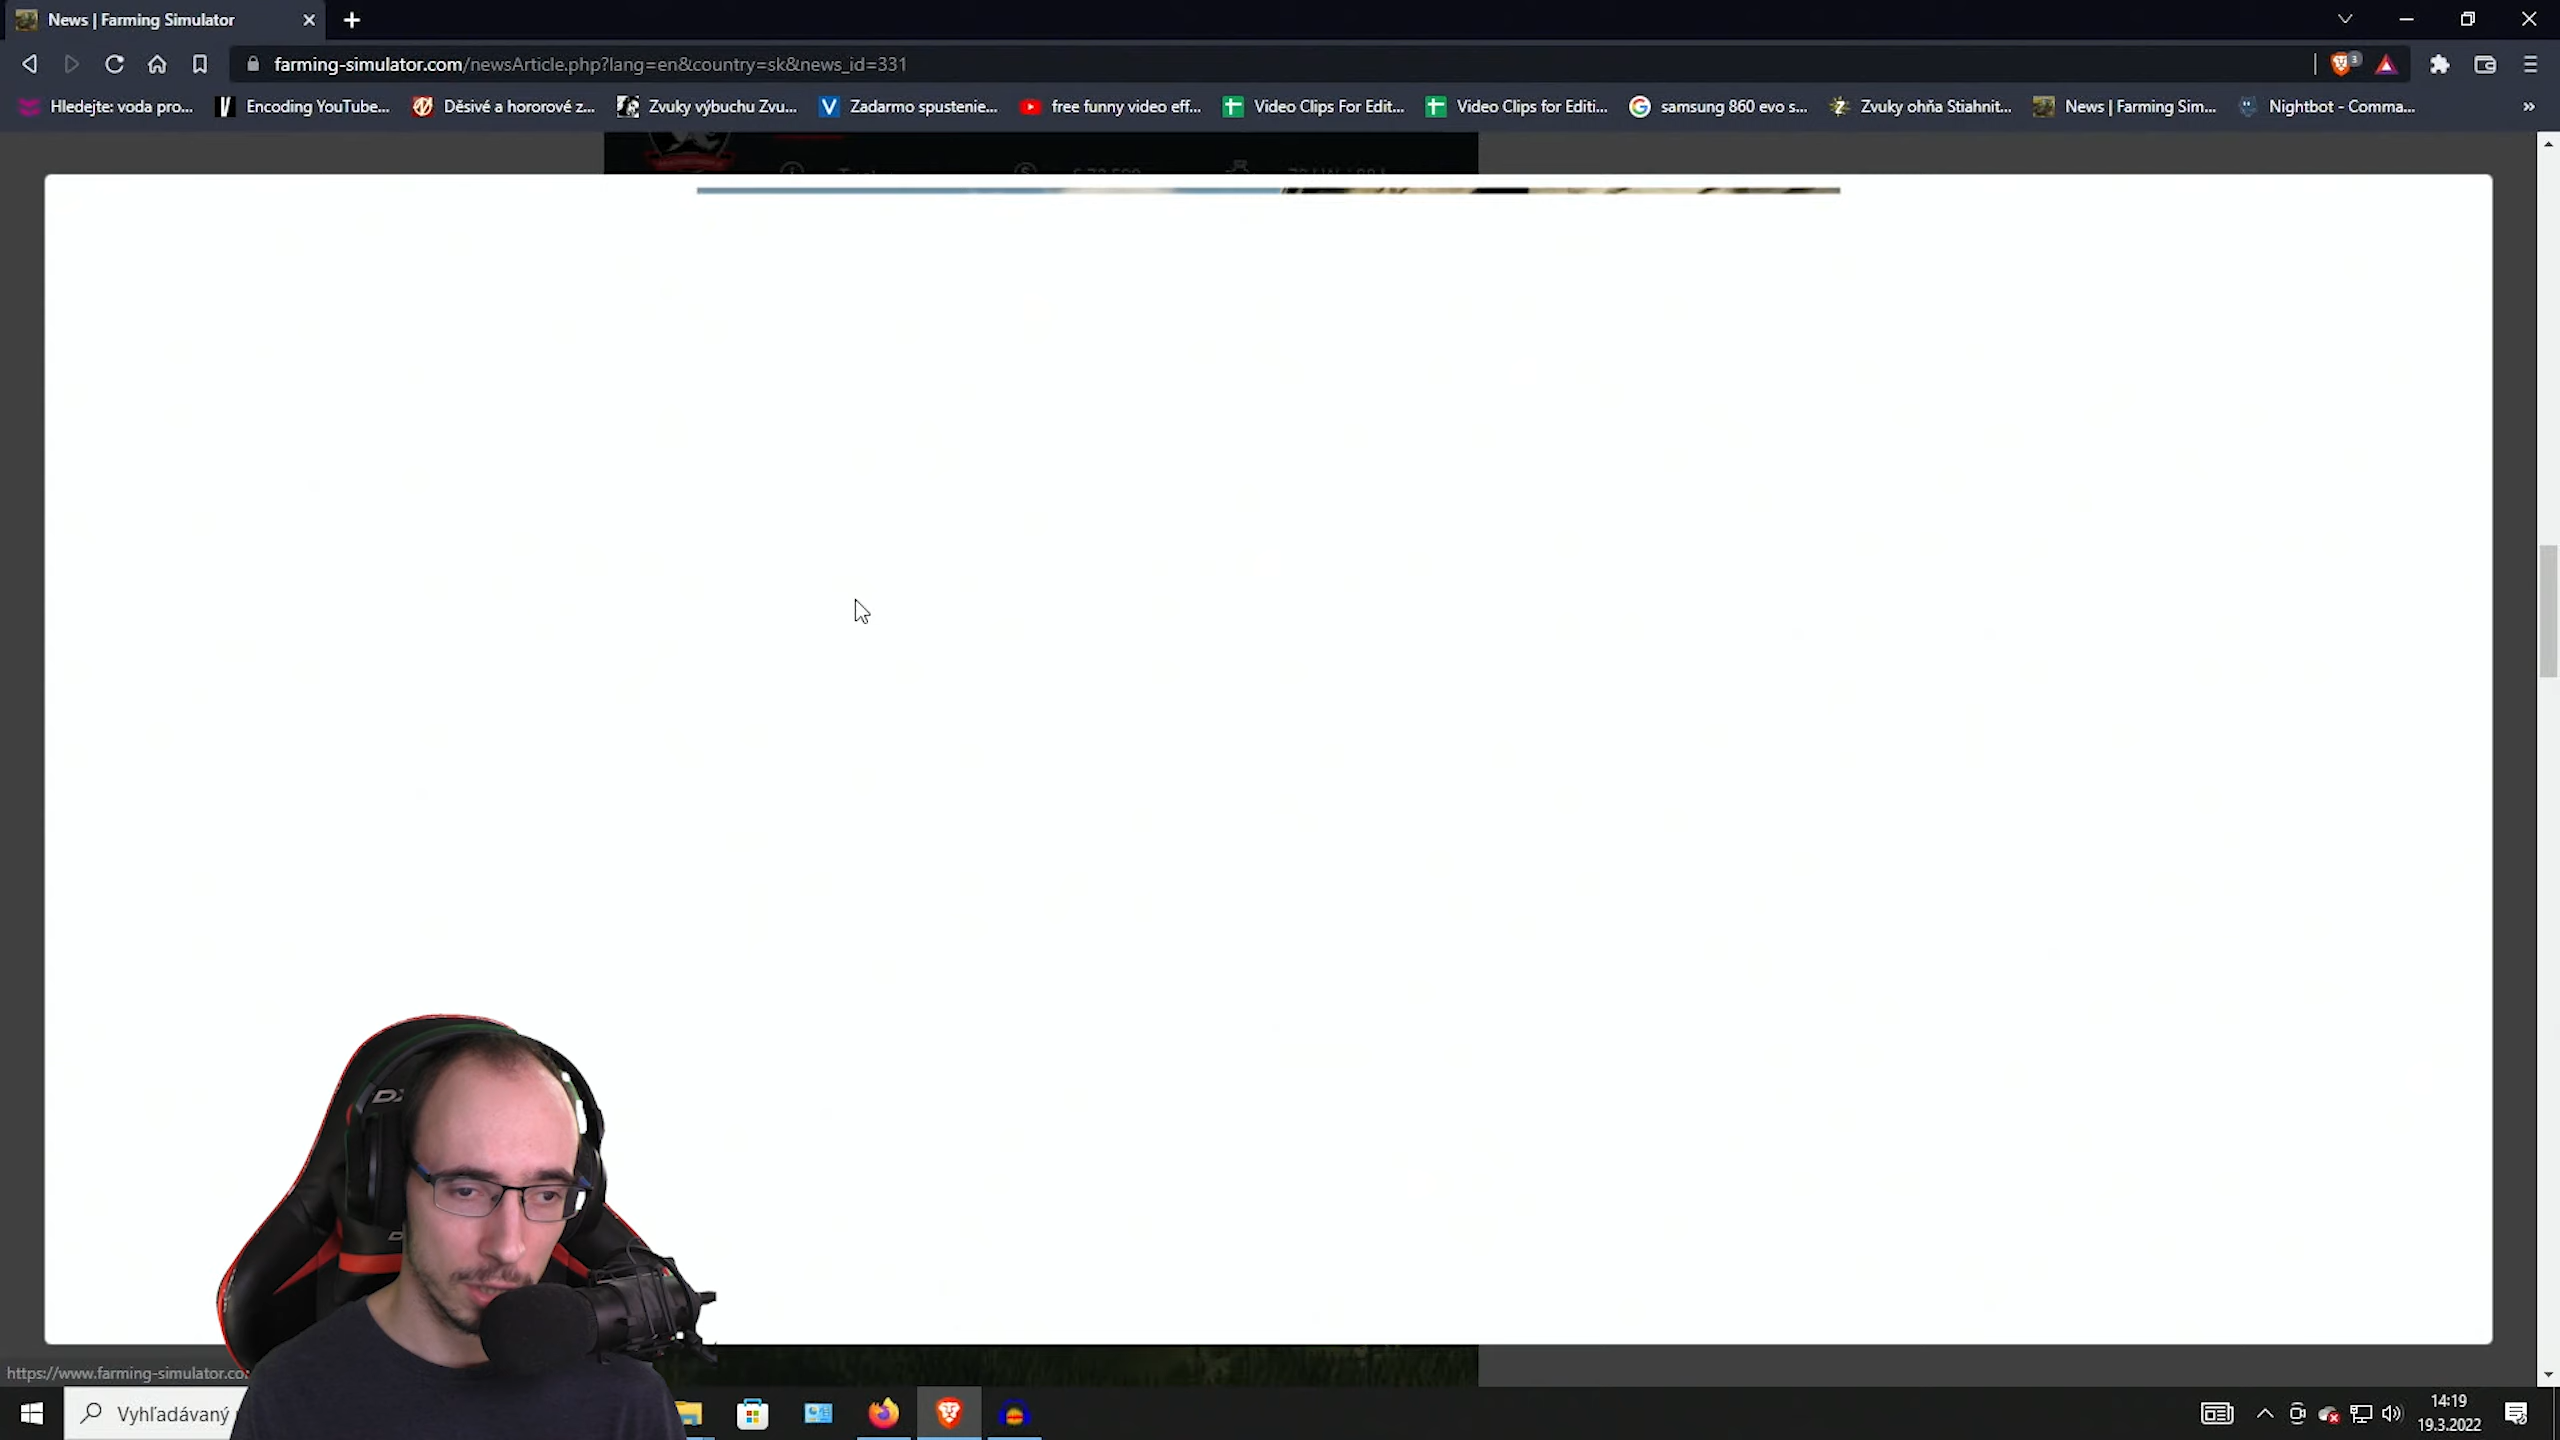 News | Farming Simulator
farming-simulator.com/newsArticle.php?lang=en&country=sk&news_id=331
3
Hledejte: voda pro...
Encoding YouTube...
Děsivé a hororové z...
Zvuky výbuchu Zvu...
Zadarmo spustenie...
free funny video eff...
Video Clips For Edit...
Video Clips for Editi...
samsung 860 evo s...
Zvuky ohňa Stiahnit...
News | Farming Sim...
Nightbot - Comma...
https://www.farming-simulator.co
Vyhľadávaný
14:19
19.3.2022